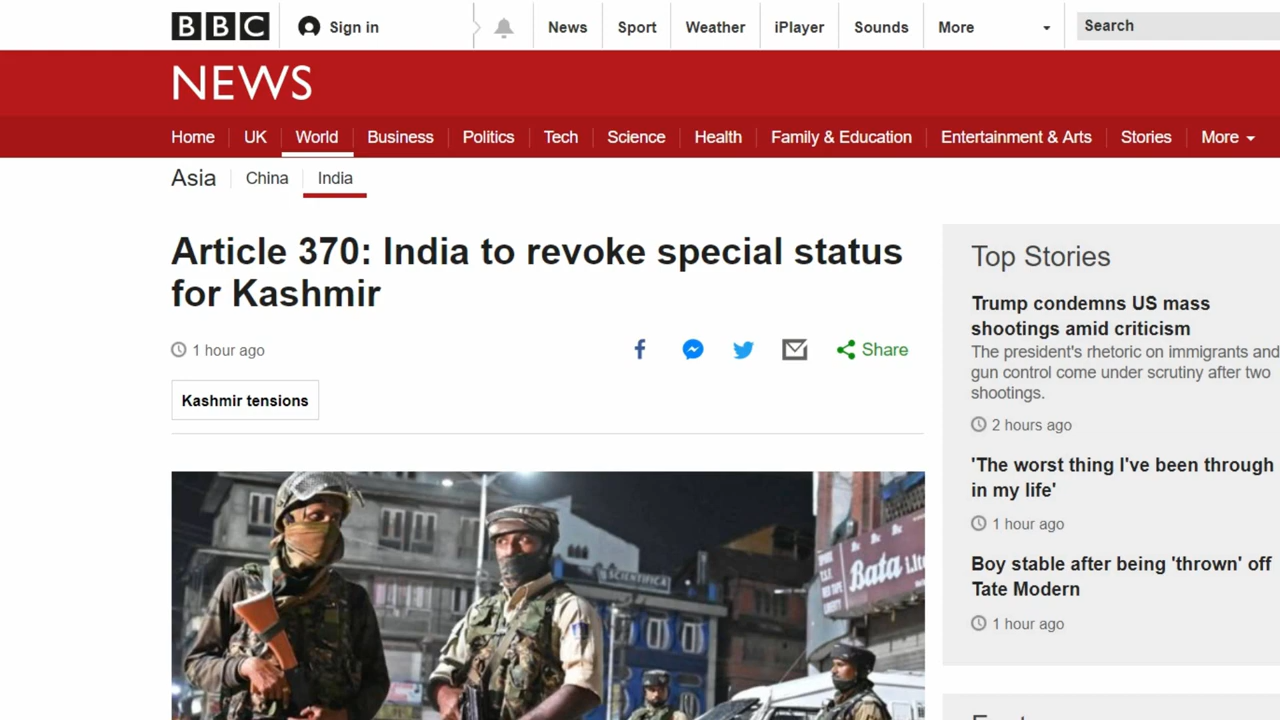 BBC
Sign in
News
Sport
Weather
iPlayer
Sounds
More
Search
NEWS
Home
UK
World
Business
Politics
Tech
Science
Health
Family & Education
Entertainment & Arts
Stories
More
Asia
China
India
Article 370: India to revoke special status
for Kashmir
1 hour ago
Share
Kashmir tensions
SCIENTIFICA
Bata Ltd
Top Stories
Trump condemns US mass
shootings amid criticism
The president's rhetoric on immigrants and
gun control come under scrutiny after two
shootings.
2 hours ago
'The worst thing I've been through
in my life'
1 hour ago
Boy stable after being 'thrown' off
Tate Modern
1 hour ago